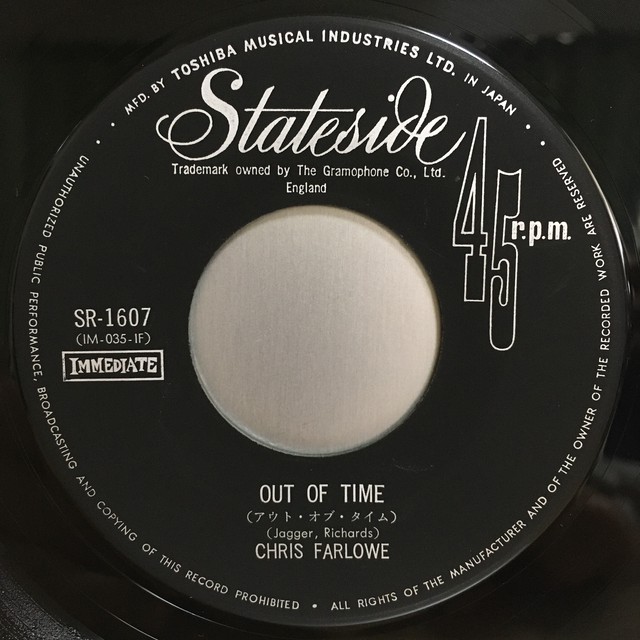 • • MFD. BY TOSHIBA MUSICAL INDUSTRIES LTD. IN JAPAN • •
Stateside
Trademark owned by The Gramophone Co., Ltd.
England
45 r.p.m.
SR-1607
(IM-035-IF)
IMMEDIATE
OUT OF TIME
(アウト・オブ・タイム)
(Jagger, Richards)
CHRIS FARLOWE
UNAUTHORIZED PUBLIC PERFORMANCE, BROADCASTING AND COPYING OF THIS RECORD PROHIBITED • ALL RIGHTS OF THE MANUFACTURER AND OF THE OWNER OF THE RECORDED WORK ARE RESERVED